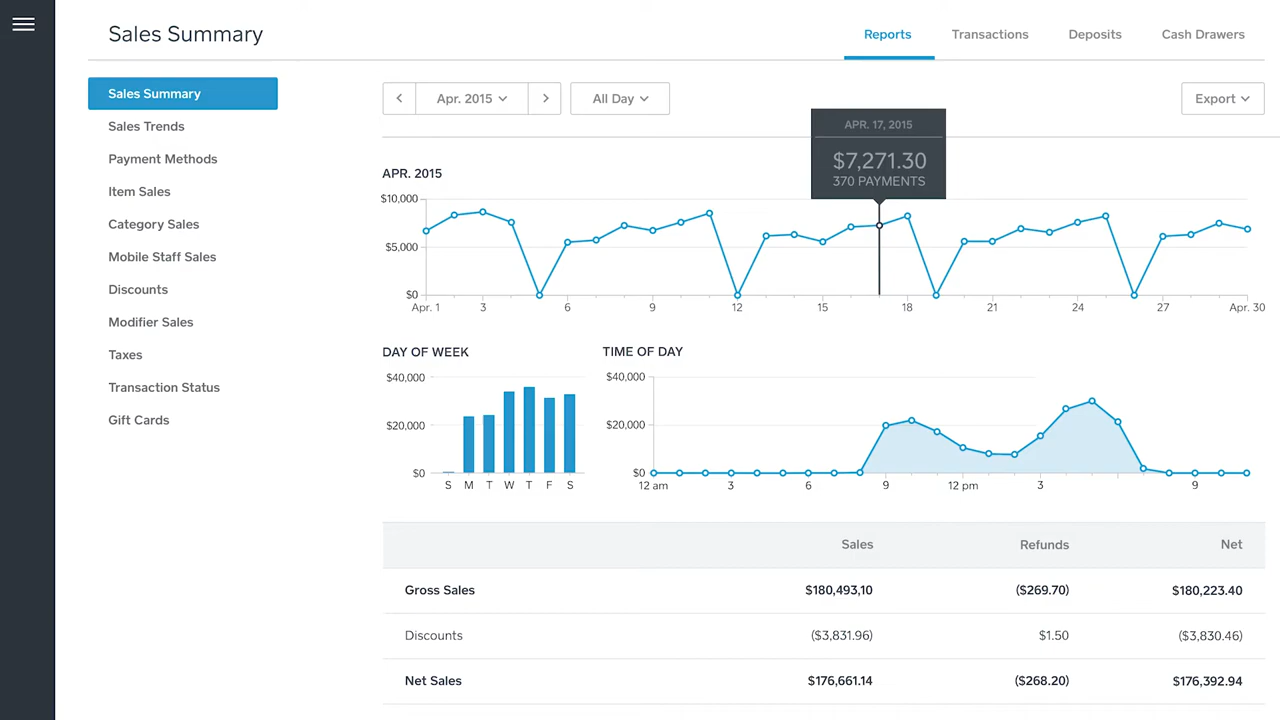 Sales Summary
Reports Transactions Deposits Cash Drawers
Sales Summary
Sales Trends
Payment Methods
Item Sales
Category Sales
Mobile Staff Sales
Discounts
Modifier Sales
Taxes
Transaction Status
Gift Cards
Apr. 2015 All Day Export
APR. 17, 2015
$7,271.30
370 PAYMENTS
APR. 2015
$10,000
$5,000
$0
Apr. 1 3 6 9 12 15 18 21 24 27 Apr. 30
DAY OF WEEK
$40,000
$20,000
$0
S M T W T F S
TIME OF DAY
$40,000
$20,000
$0
12 am 3 6 9 12 pm 3 9
Sales Refunds Net
Gross Sales $180,493,10 ($269.70) $180,223.40
Discounts ($3,831.96) $1.50 ($3,830.46)
Net Sales $176,661.14 ($268.20) $176,392.94